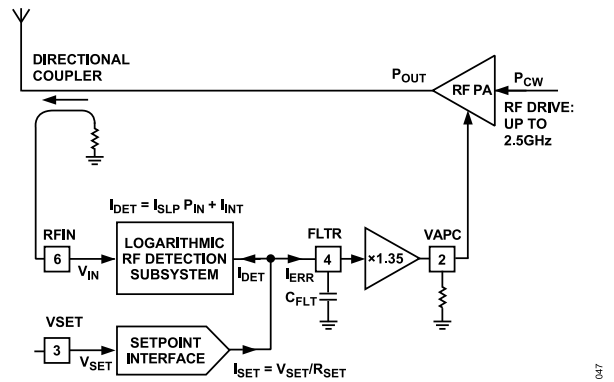 DIRECTIONAL
COUPLER
POUT
RF PA
PCW
RF DRIVE:
UP TO
2.5GHz
IDET = ISLP PIN + IINT
RFIN
6
VIN
LOGARITHMIC
RF DETECTION
SUBSYSTEM
IDET
IERR
FLTR
4
CFLT
×1.35
VAPC
2
VSET
3
VSET
SETPOINT
INTERFACE
ISET = VSET/RSET
047